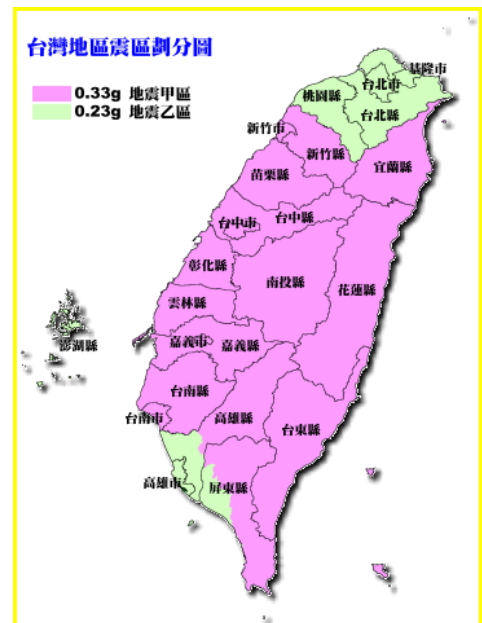 台灣地區震區劃分圖
0.33g 地震甲區
0.23g 地震乙區
基隆市
台北市
桃園縣
台北縣
新竹市
新竹縣
宜蘭縣
苗栗縣
台中市
台中縣
彰化縣
南投縣
花蓮縣
雲林縣
澎湖縣
嘉義市
嘉義縣
台南縣
台南市
高雄縣
台東縣
高雄市
屏東縣